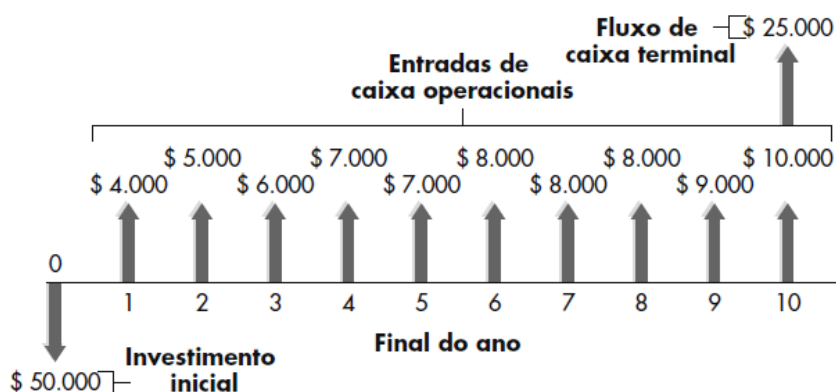 Fluxo de
caixa terminal
$ 25.000
Entradas de
caixa operacionais
$ 5.000 $ 7.000 $ 8.000 $ 8.000 $ 10.000
$ 4.000 $ 6.000 $ 7.000 $ 8.000 $ 9.000
0
1 2 3 4 5 6 7 8 9 10
Final do ano
$ 50.000
Investimento
inicial